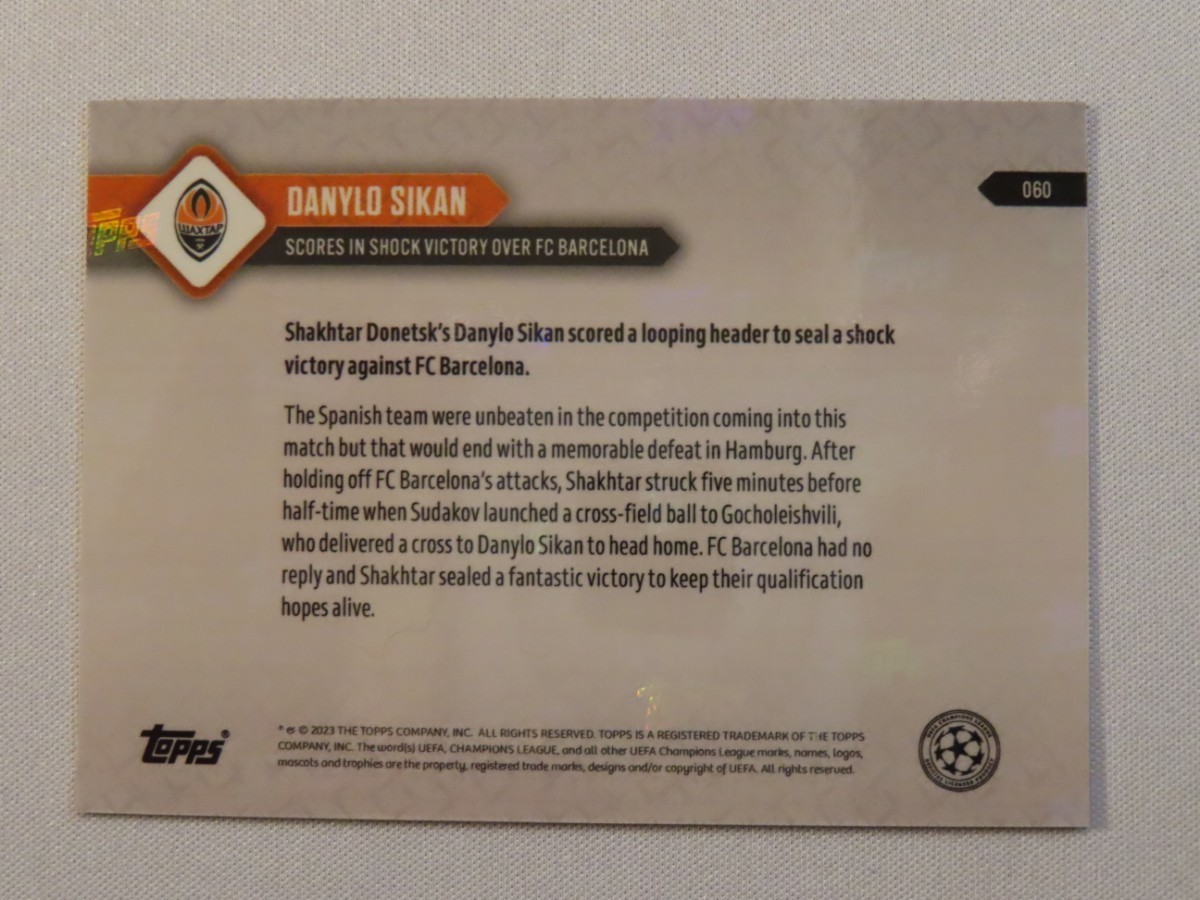 DANYLO SIKAN
060
ШАХТАР
SCORES IN SHOCK VICTORY OVER FC BARCELONA
Shakhtar Donetsk's Danylo Sikan scored a looping header to seal a shock
victory against FC Barcelona.
The Spanish team were unbeaten in the competition coming into this
match but that would end with a memorable defeat in Hamburg. After
holding off FC Barcelona's attacks, Shakhtar struck five minutes before
half-time when Sudakov launched a cross-field ball to Gocholeishvili,
who delivered a cross to Danylo Sikan to head home. FC Barcelona had no
reply and Shakhtar sealed a fantastic victory to keep their qualification
hopes alive.
topps®
© 2023 THE TOPPS COMPANY, INC. ALL RIGHTS RESERVED. TOPPS IS A REGISTERED TRADEMARK OF THE TOPPS
COMPANY, INC. The word(s) UEFA, CHAMPIONS LEAGUE, and all other UEFA Champions League marks, names, logos,
mascots and trophies are the property, registered trade marks, designs and/or copyright of UEFA. All rights reserved.
UEFA CHAMPIONS LEAGUE
OFFICIAL LICENSED PRODUCT